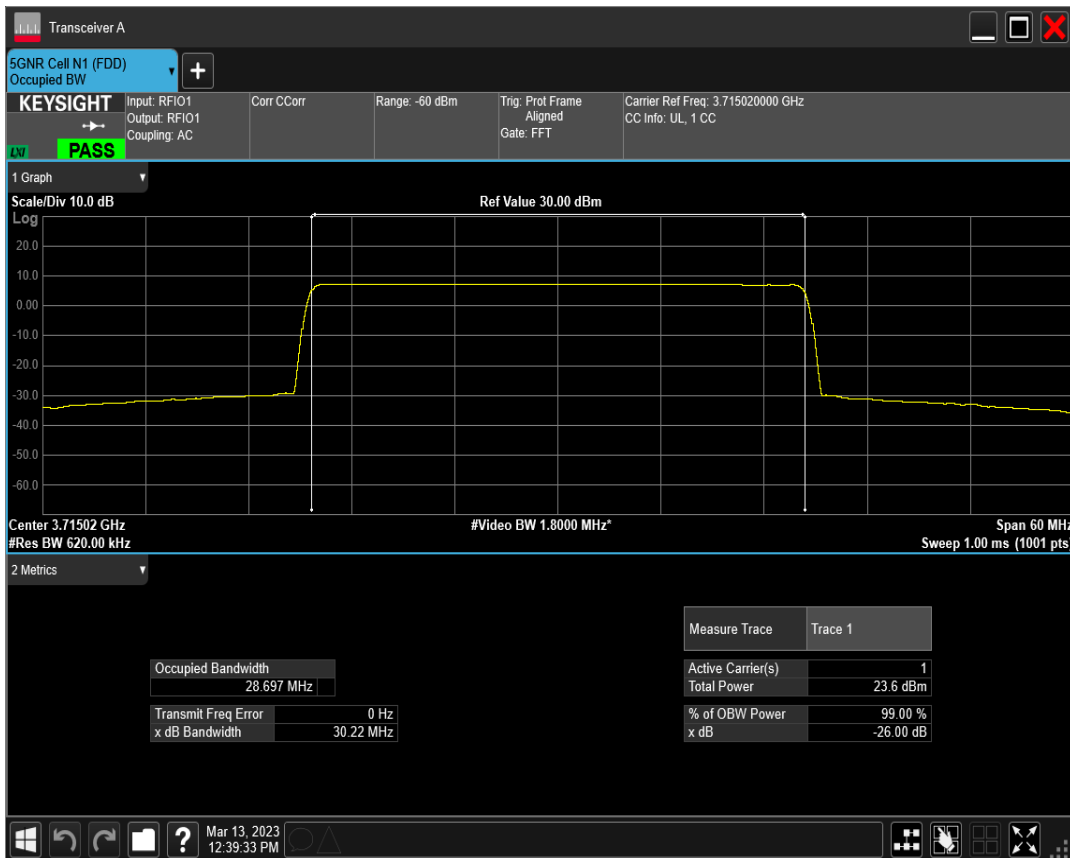 Transceiver A
5GNR Cell N1 (FDD)
Occupied BW
KEYSIGHT
LXI
PASS
Input: RFIO1
Output: RFIO1
Coupling: AC
Corr CCorr
Range: -60 dBm
Trig: Prot Frame
Aligned
Gate: FFT
Carrier Ref Freq: 3.715020000 GHz
CC Info: UL, 1 CC
1 Graph
Scale/Div 10.0 dB
Ref Value 30.00 dBm
Log
20.0
10.0
0.00
-10.0
-20.0
-30.0
-40.0
-50.0
-60.0
Center 3.71502 GHz
#Video BW 1.8000 MHz*
Span 60 MHz
#Res BW 620.00 kHz
Sweep 1.00 ms (1001 pts)
2 Metrics
Measure Trace Trace 1
Occupied Bandwidth
28.697 MHz
Transmit Freq Error 0 Hz
x dB Bandwidth 30.22 MHz
Active Carrier(s) 1
Total Power 23.6 dBm
% of OBW Power 99.00 %
x dB -26.00 dB
?
Mar 13, 2023
12:39:33 PM